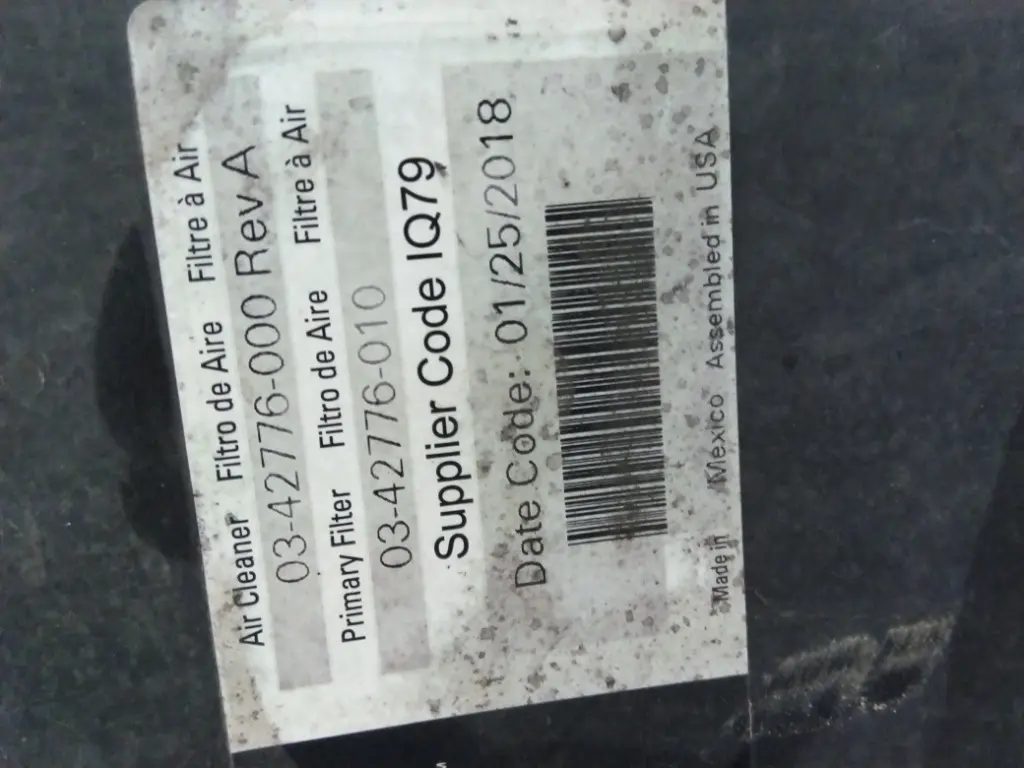 Air Cleaner Filtro de Aire Filtre à Air
03-42776-000 Rev A
Primary Filter Filtro de Aire Filtre à Air
03-42776-010
Supplier Code IQ79
Date Code: 01/25/2018
Made in Mexico Assembled in USA